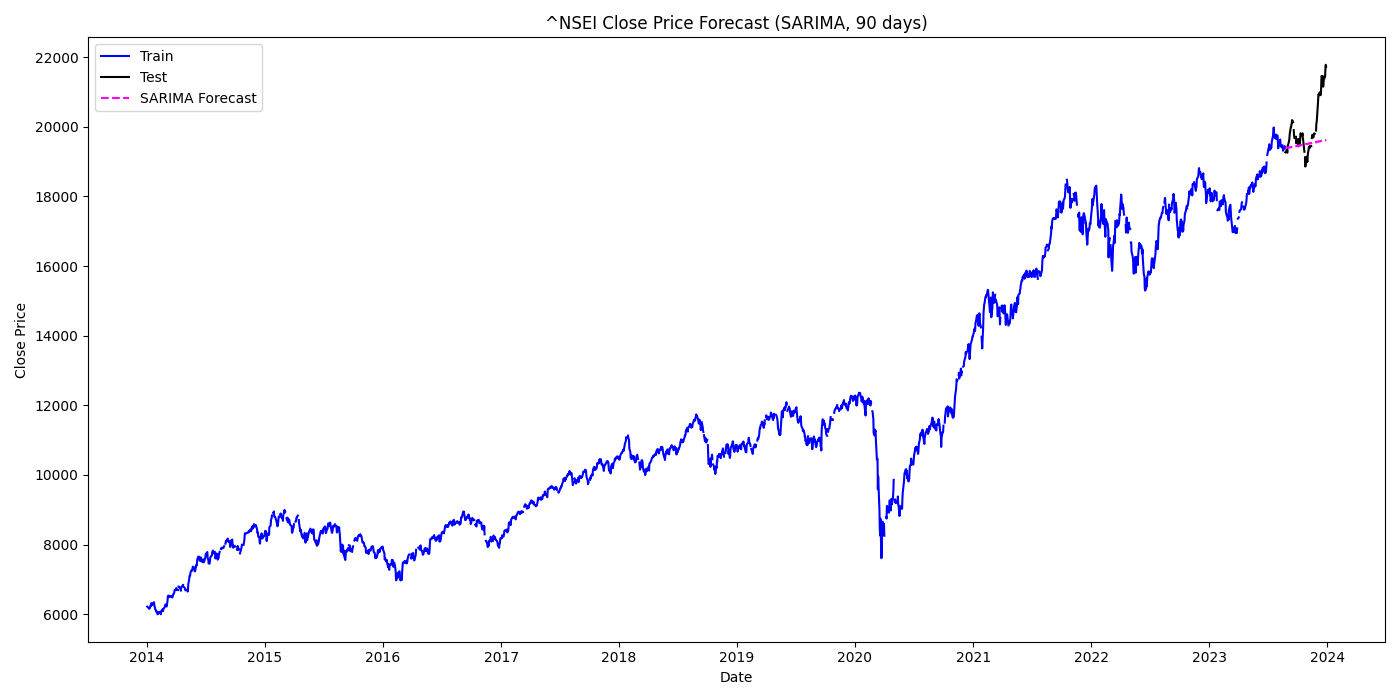 ^NSEI Close Price Forecast (SARIMA, 90 days)
Train
Test
SARIMA Forecast
Close Price
22000
20000
18000
16000
14000
12000
10000
8000
6000
2014 2015 2016 2017 2018 2019 2020 2021 2022 2023 2024
Date